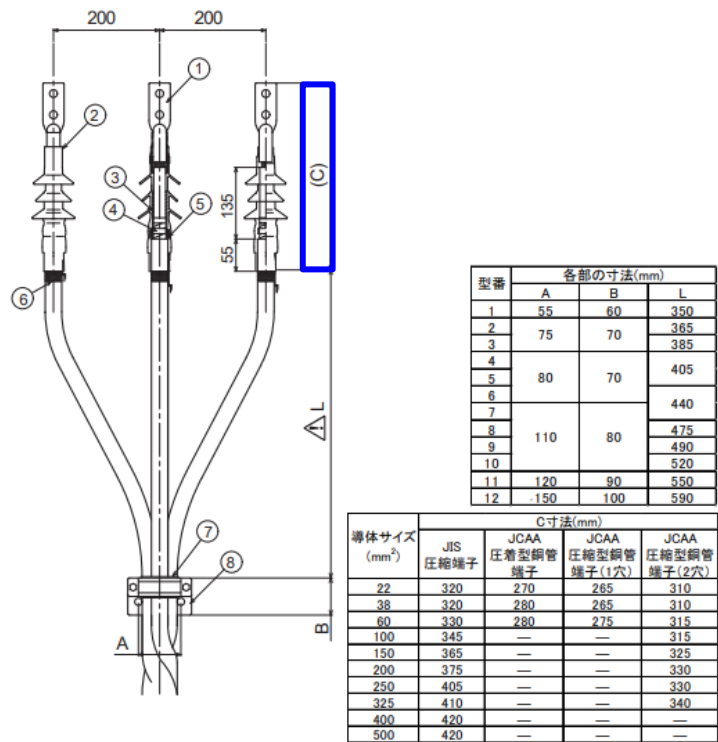 200 200
①
②
③
④
⑤
⑥
135
55
(C)
L
⑦
⑧
A
B
型番 各部の寸法(mm)
A B L
1 55 60 350
2 75 70 365
3 385
4 80 70 405
5
6 440
7 110 80
8 475
9 490
10 520
11 120 90 550
12 150 100 590
導体サイズ C寸法(mm)
(mm²) JIS JCAA JCAA JCAA
圧縮端子 圧着型銅管 圧縮型銅管 圧縮型銅管
端子 端子(1穴) 端子(2穴)
22 320 270 265 310
38 320 280 265 310
60 330 280 275 315
100 345 — — 315
150 365 — — 325
200 375 — — 330
250 405 — — 330
325 410 — — 340
400 420 — — —
500 420 — — —